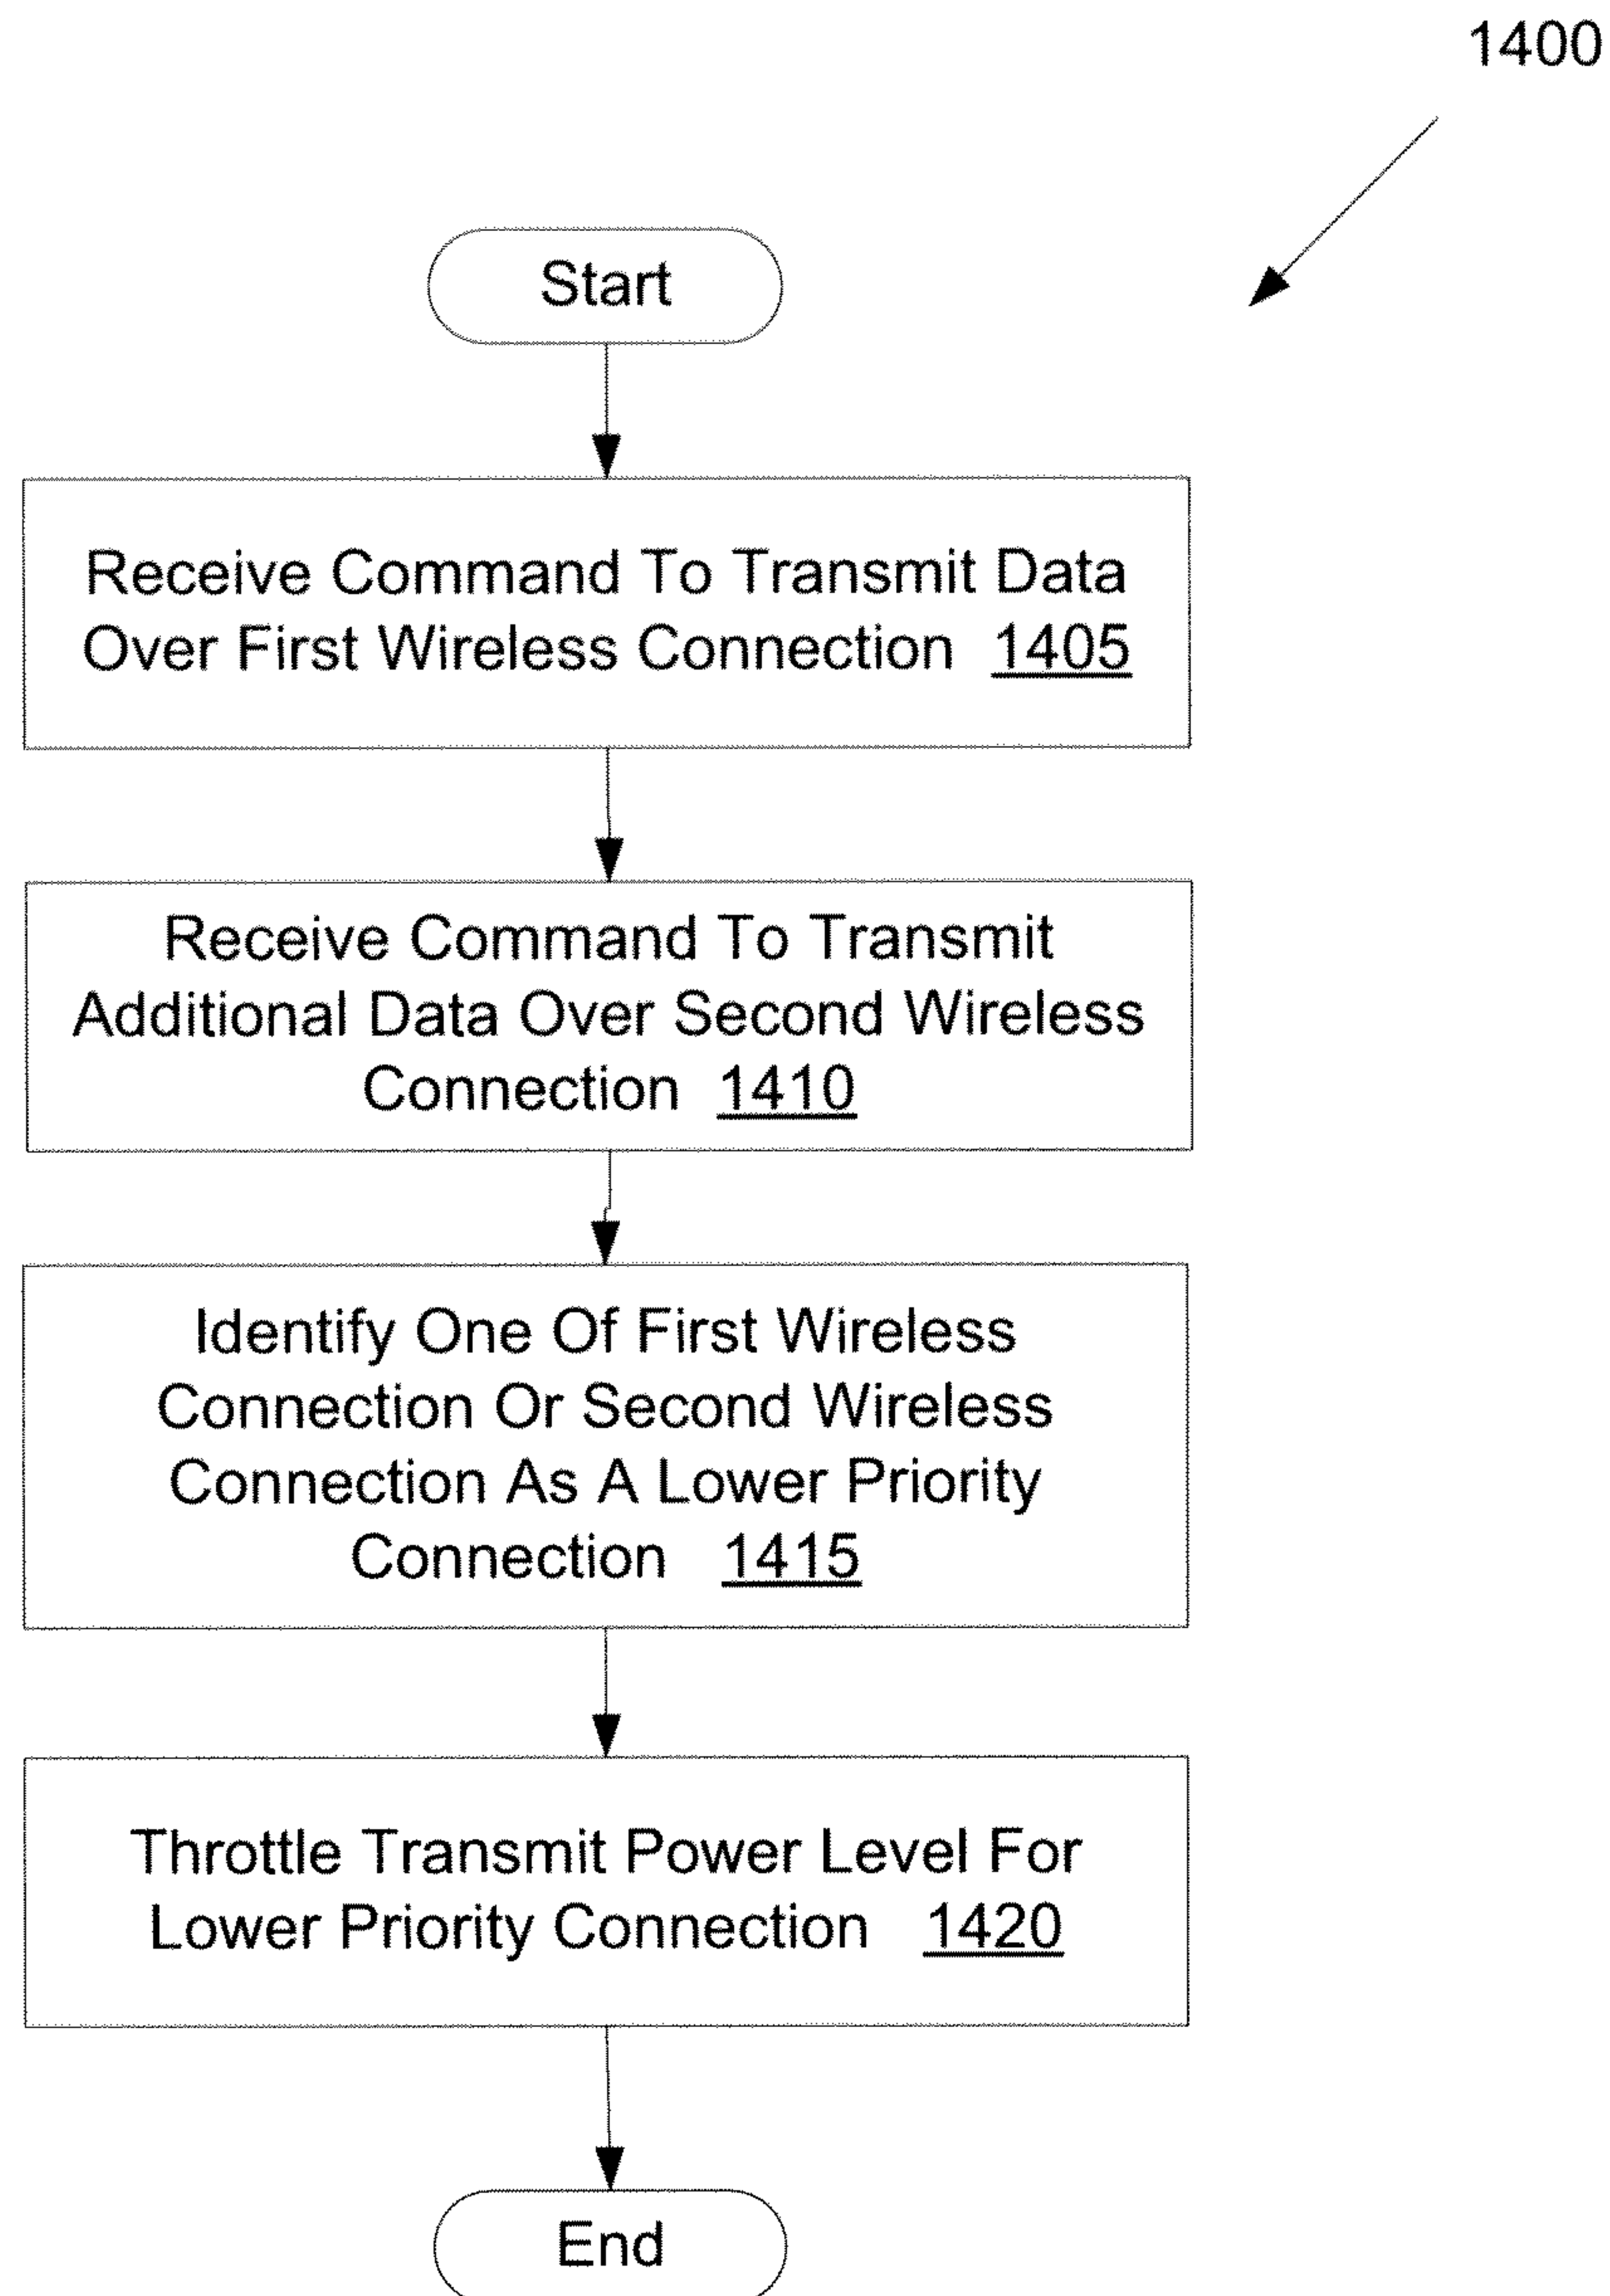 1400
Start
Receive Command To Transmit Data
Over First Wireless Connection 1405
Receive Command To Transmit
Additional Data Over Second Wireless
Connection 1410
Identify One Of First Wireless
Connection Or Second Wireless
Connection As A Lower Priority
Connection 1415
Throttle Transmit Power Level For
Lower Priority Connection 1420
End